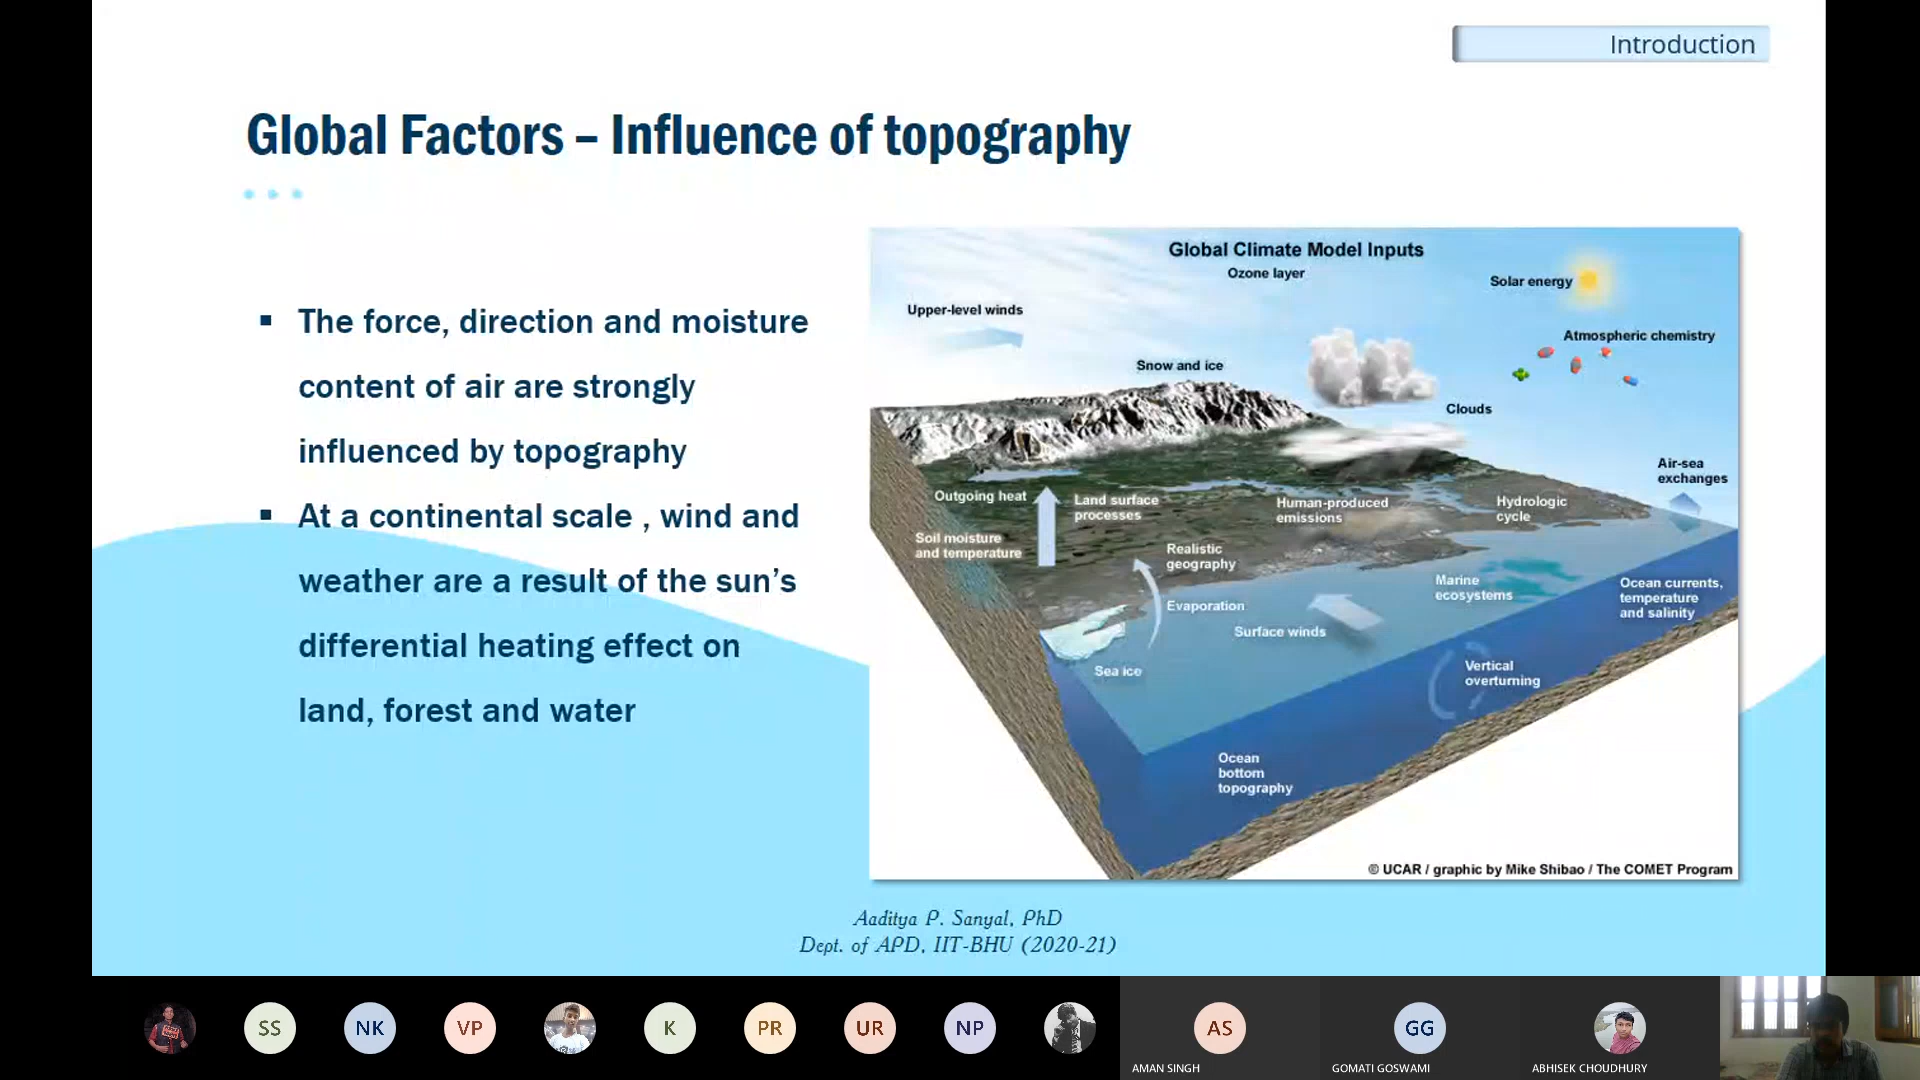 Introduction
Global Factors – Influence of topography
The force, direction and moisture
content of air are strongly
influenced by topography
At a continental scale , wind and
weather are a result of the sun’s
differential heating effect on
land, forest and water
Global Climate Model Inputs
Ozone layer
Solar energy
Upper-level winds
Atmospheric chemistry
Snow and ice
Clouds
Air-sea
exchanges
Outgoing heat
Land surface
processes
Human-produced
emissions
Hydrologic
cycle
Soil moisture
and temperature
Realistic
geography
Marine
ecosystems
Ocean currents,
temperature
and salinity
Evaporation
Surface winds
Sea ice
Vertical
overturning
Ocean
bottom
topography
© UCAR / graphic by Mike Shibao / The COMET Program
Aaditya P. Sanyal, PhD
Dept. of APD, IIT-BHU (2020-21)
SS
NK
VP
K
PR
UR
NP
AS
GG
AMAN SINGH
GOMATI GOSWAMI
ABHISEK CHOUDHURY